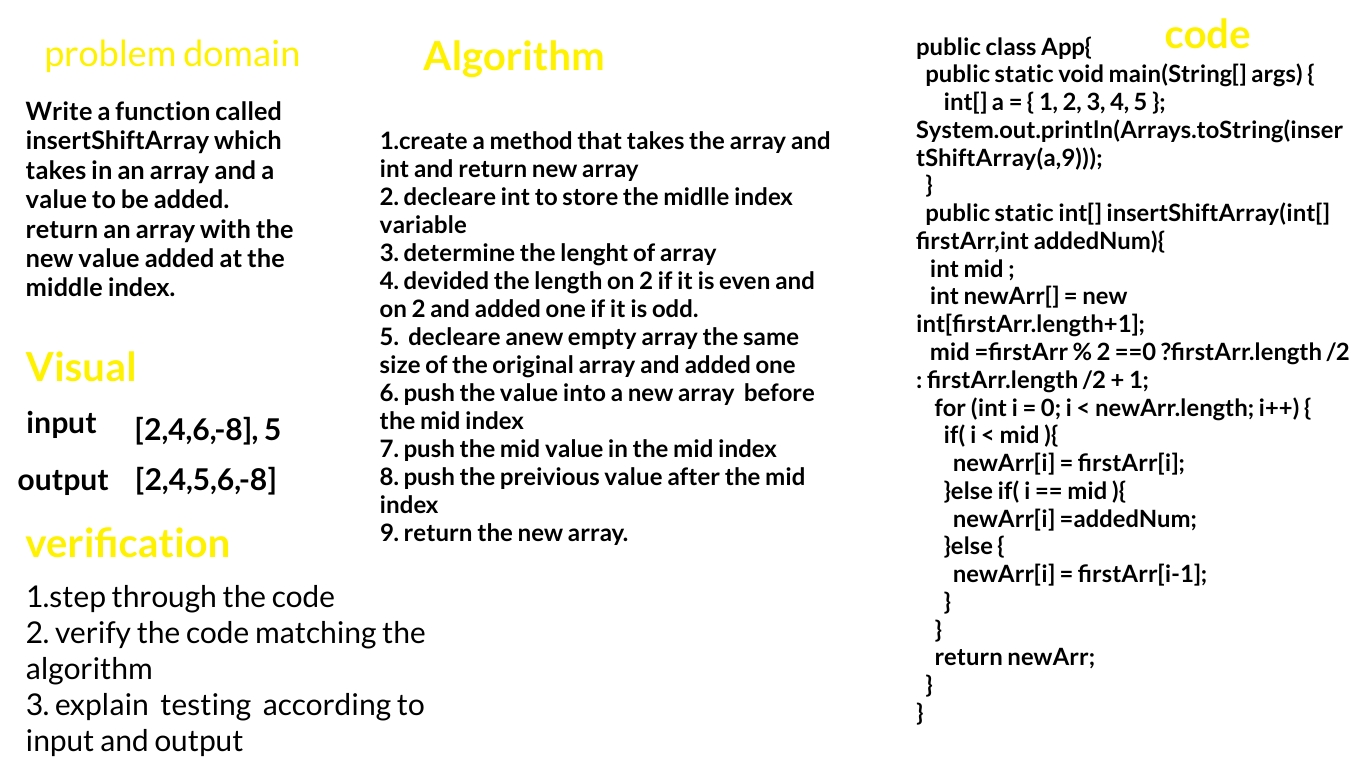 problem domain
Write a function called
insertShiftArray which
takes in an array and a
value to be added.
return an array with the
new value added at the
middle index.
Visual
input [2,4,6,-8], 5
output [2,4,5,6,-8]
verification
1.step through the code
2. verify the code matching the
algorithm
3. explain testing according to
input and output
Algorithm
1.create a method that takes the array and
int and return new array
2. decleare int to store the midlle index
variable
3. determine the lenght of array
4. devided the length on 2 if it is even and
on 2 and added one if it is odd.
5. decleare anew empty array the same
size of the original array and added one
6. push the value into a new array before
the mid index
7. push the mid value in the mid index
8. push the preivious value after the mid
index
9. return the new array.
code
public class App{
public static void main(String[] args) {
int[] a = { 1, 2, 3, 4, 5 };
System.out.println(Arrays.toString(inser
tShiftArray(a,9)));
}
public static int[] insertShiftArray(int[]
firstArr,int addedNum){
int mid ;
int newArr[] = new
int[firstArr.length+1];
mid =firstArr % 2 ==0 ?firstArr.length /2
: firstArr.length /2 + 1;
for (int i = 0; i < newArr.length; i++) {
if( i < mid ){
newArr[i] = firstArr[i];
}else if( i == mid ){
newArr[i] =addedNum;
}else {
newArr[i] = firstArr[i-1];
}
}
return newArr;
}
}